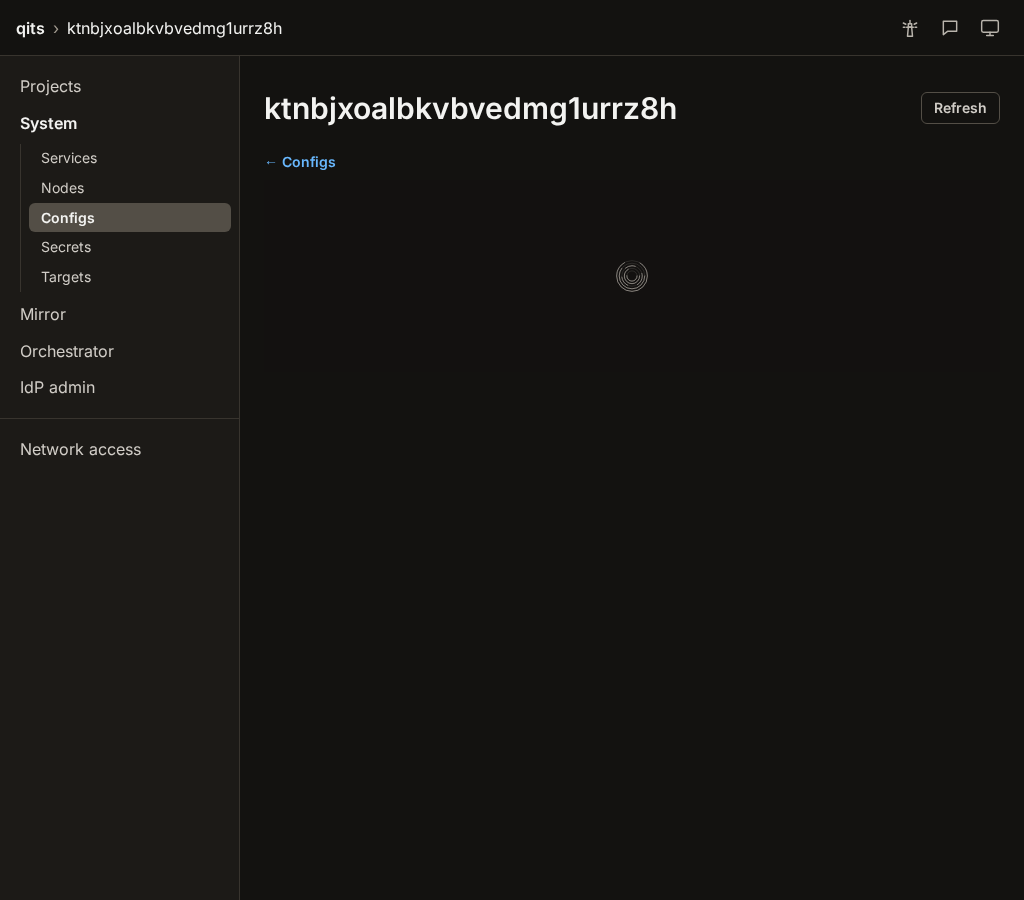 qits › ktnbjxoalbkvbvedmg1urrz8h
Projects
System
Services
Nodes
Configs
Secrets
Targets
Mirror
Orchestrator
IdP admin
Network access
ktnbjxoalbkvbvedmg1urrz8h
Refresh
← Configs